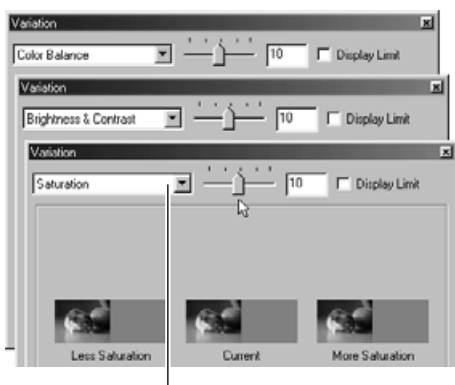 Variation
Color Balance 10 Display Limit
Variation
Brightness & Contrast 10 Display Limit
Variation
Saturation 10 Display Limit
Less Saturation Current More Saturation